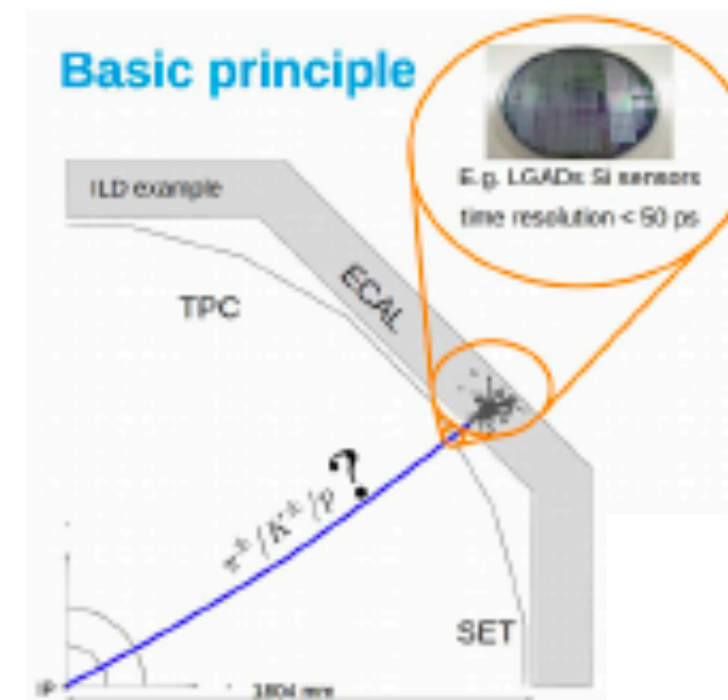 Basic principle
E.g. LGADs Si sensors
time resolution < 50 ps
ILD example
TPC
ECAL
?
π±/K±/p
SET
IP
1804 mm